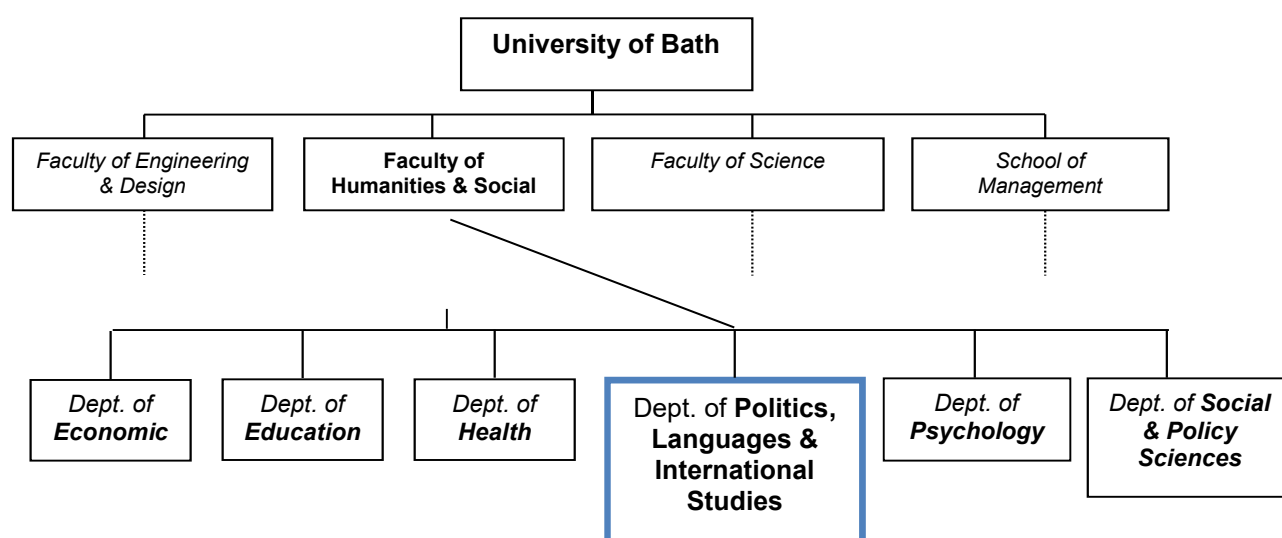 University of Bath
Faculty of Engineering
& Design
Faculty of
Humanities & Social
Faculty of Science
School of
Management
Dept. of
Economic
Dept. of
Education
Dept. of
Health
Dept. of Politics,
Languages &
International
Studies
Dept. of
Psychology
Dept. of Social
& Policy
Sciences